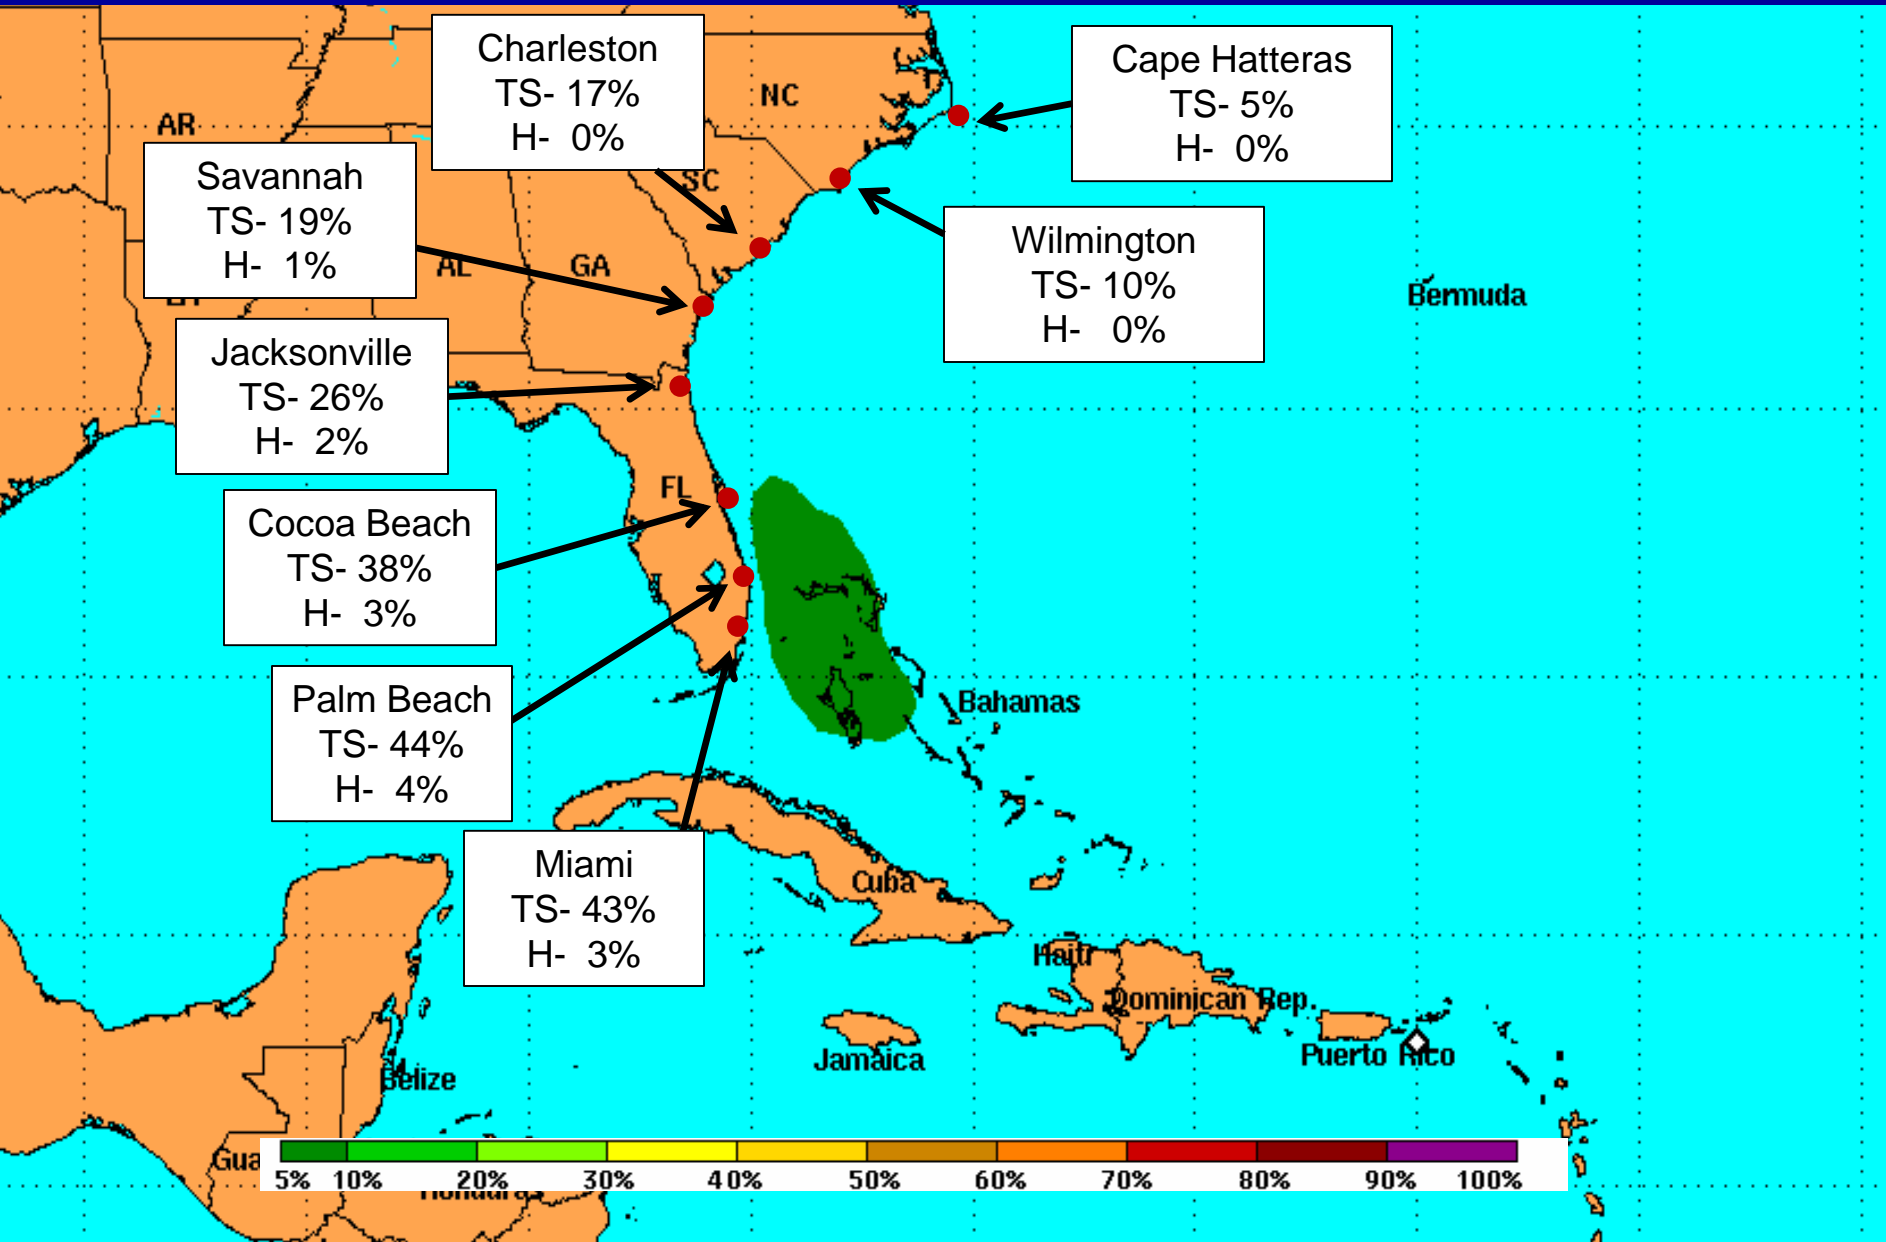 Charleston
TS- 17%
H- 0%
Cape Hatteras
TS- 5%
H- 0%
NC
AR
Savannah
TS- 19%
H- 1%
SC
Wilmington
TS- 10%
H- 0%
AL
GA
Bermuda
Jacksonville
TS- 26%
H- 2%
FL
Cocoa Beach
TS- 38%
H- 3%
Palm Beach
TS- 44%
H- 4%
Bahamas
Miami
TS- 43%
H- 3%
Cuba
Haiti
Dominican Rep.
Jamaica
Puerto Rico
Belize
Gua
Honduras
5% 10% 20% 30% 40% 50% 60% 70% 80% 90% 100%